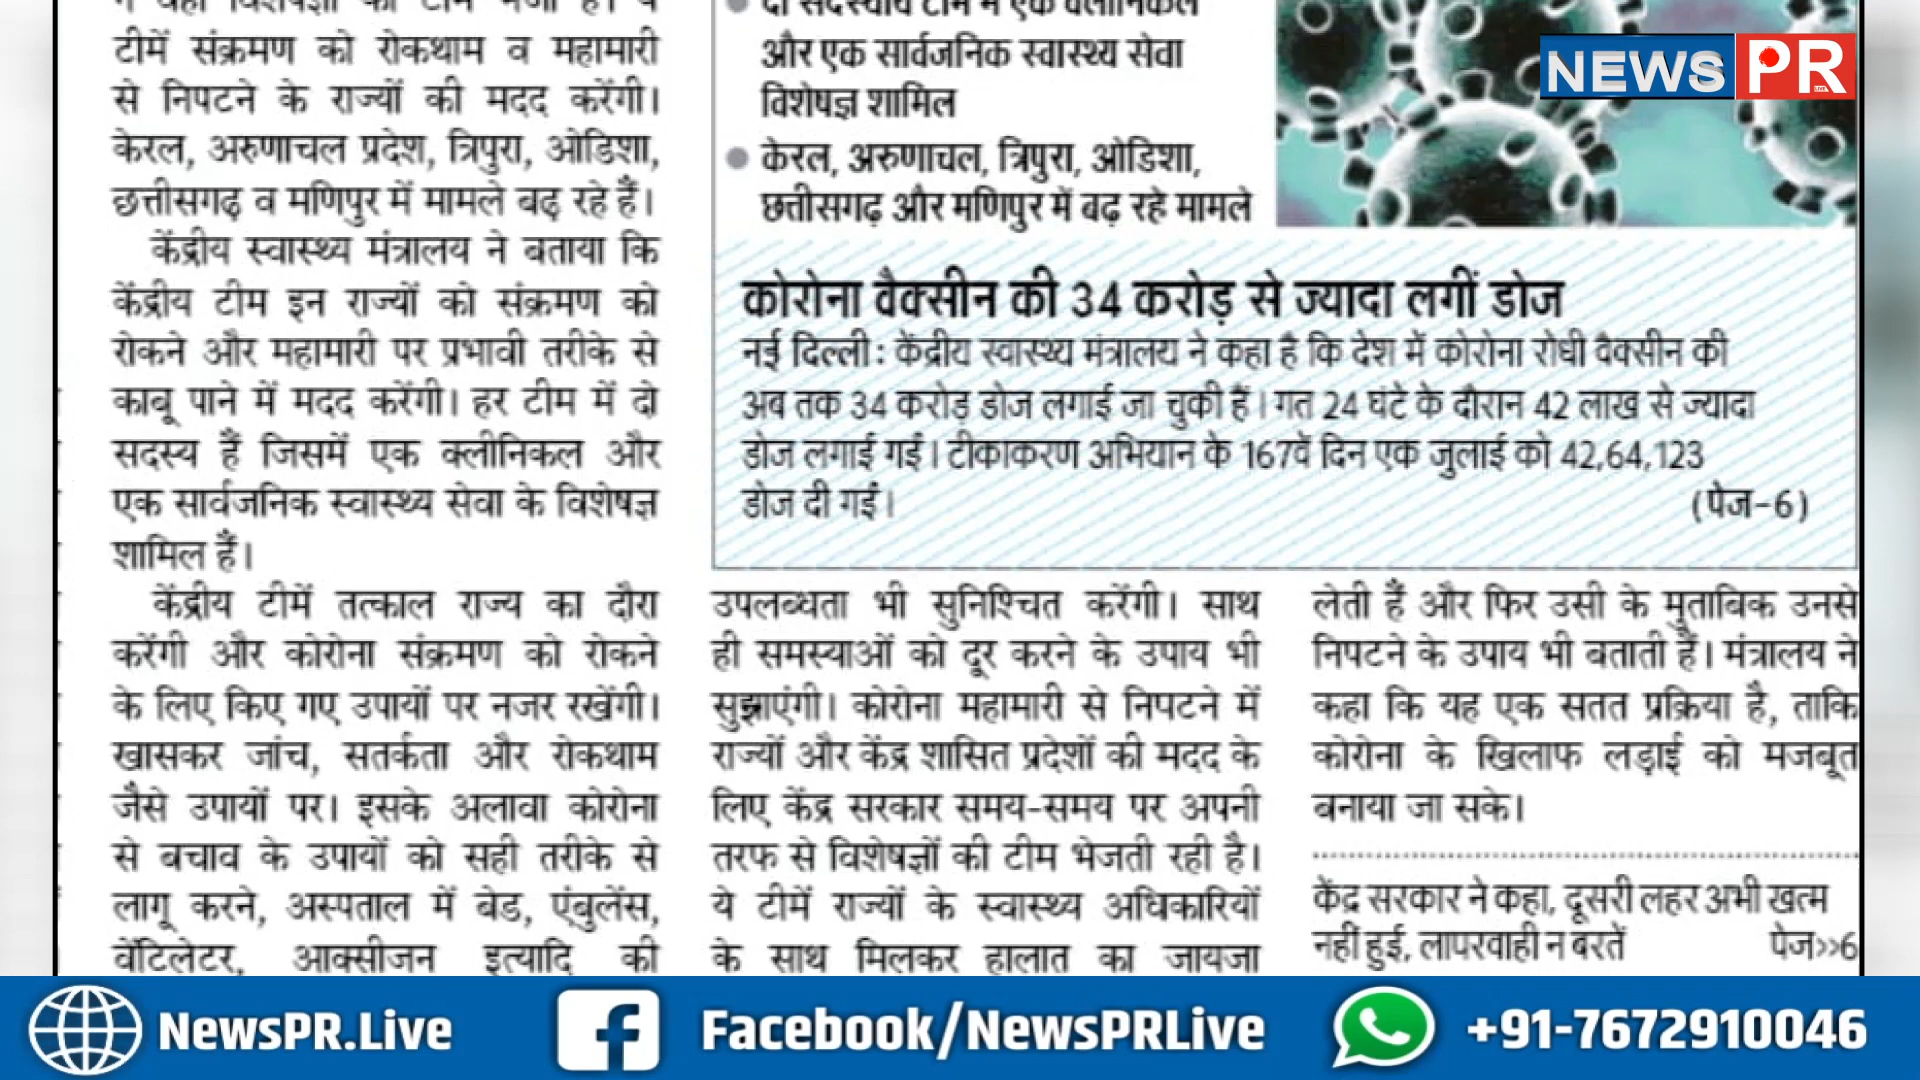 टीमें संक्रमण को रोकथाम व महामारी
से निपटने के राज्यों की मदद करेंगी।
केरल, अरुणाचल प्रदेश, त्रिपुरा, ओडिशा,
छत्तीसगढ़ व मणिपुर में मामले बढ़ रहे हैं।
केंद्रीय स्वास्थ्य मंत्रालय ने बताया कि
केंद्रीय टीम इन राज्यों को संक्रमण को
रोकने और महामारी पर प्रभावी तरीके से
काबू पाने में मदद करेंगी। हर टीम में दो
सदस्य हैं जिसमें एक क्लीनिकल और
एक सार्वजनिक स्वास्थ्य सेवा के विशेषज्ञ
शामिल हैं।
केंद्रीय टीमें तत्काल राज्य का दौरा
करेंगी और कोरोना संक्रमण को रोकने
के लिए किए गए उपायों पर नजर रखेंगी।
खासकर जांच, सतर्कता और रोकथाम
जैसे उपायों पर। इसके अलावा कोरोना
से बचाव के उपायों को सही तरीके से
लागू करने, अस्पताल में बेड, एंबुलेंस,
वेंटिलेटर, आक्सीजन इत्यादि की
दो सदस्यीय टीम में एक क्लीनिकल
और एक सार्वजनिक स्वास्थ्य सेवा
विशेषज्ञ शामिल
केरल, अरुणाचल, त्रिपुरा, ओडिशा,
छत्तीसगढ़ और मणिपुर में बढ़ रहे मामले
NEWS PR
कोरोना वैक्सीन की 34 करोड़ से ज्यादा लगीं डोज
नई दिल्ली : केंद्रीय स्वास्थ्य मंत्रालय ने कहा है कि देश में कोरोना रोधी वैक्सीन की
अब तक 34 करोड़ डोज लगाई जा चुकी हैं। गत 24 घंटे के दौरान 42 लाख से ज्यादा
डोज लगाई गईं। टीकाकरण अभियान के 167वें दिन एक जुलाई को 42,64,123
डोज दी गईं।
(पेज-6)
उपलब्धता भी सुनिश्चित करेंगी। साथ
ही समस्याओं को दूर करने के उपाय भी
सुझाएंगी। कोरोना महामारी से निपटने में
राज्यों और केंद्र शासित प्रदेशों की मदद के
लिए केंद्र सरकार समय-समय पर अपनी
तरफ से विशेषज्ञों की टीम भेजती रही है।
ये टीमें राज्यों के स्वास्थ्य अधिकारियों
के साथ मिलकर हालात का जायजा
लेती हैं और फिर उसी के मुताबिक उनसे
निपटने के उपाय भी बताती हैं। मंत्रालय ने
कहा कि यह एक सतत प्रक्रिया है, ताकि
कोरोना के खिलाफ लड़ाई को मजबूत
बनाया जा सके।
केंद्र सरकार ने कहा, दूसरी लहर अभी खत्म
नहीं हुई, लापरवाही न बरतें पेज>>6
NewsPR.Live
Facebook/NewsPRLive
+91-7672910046